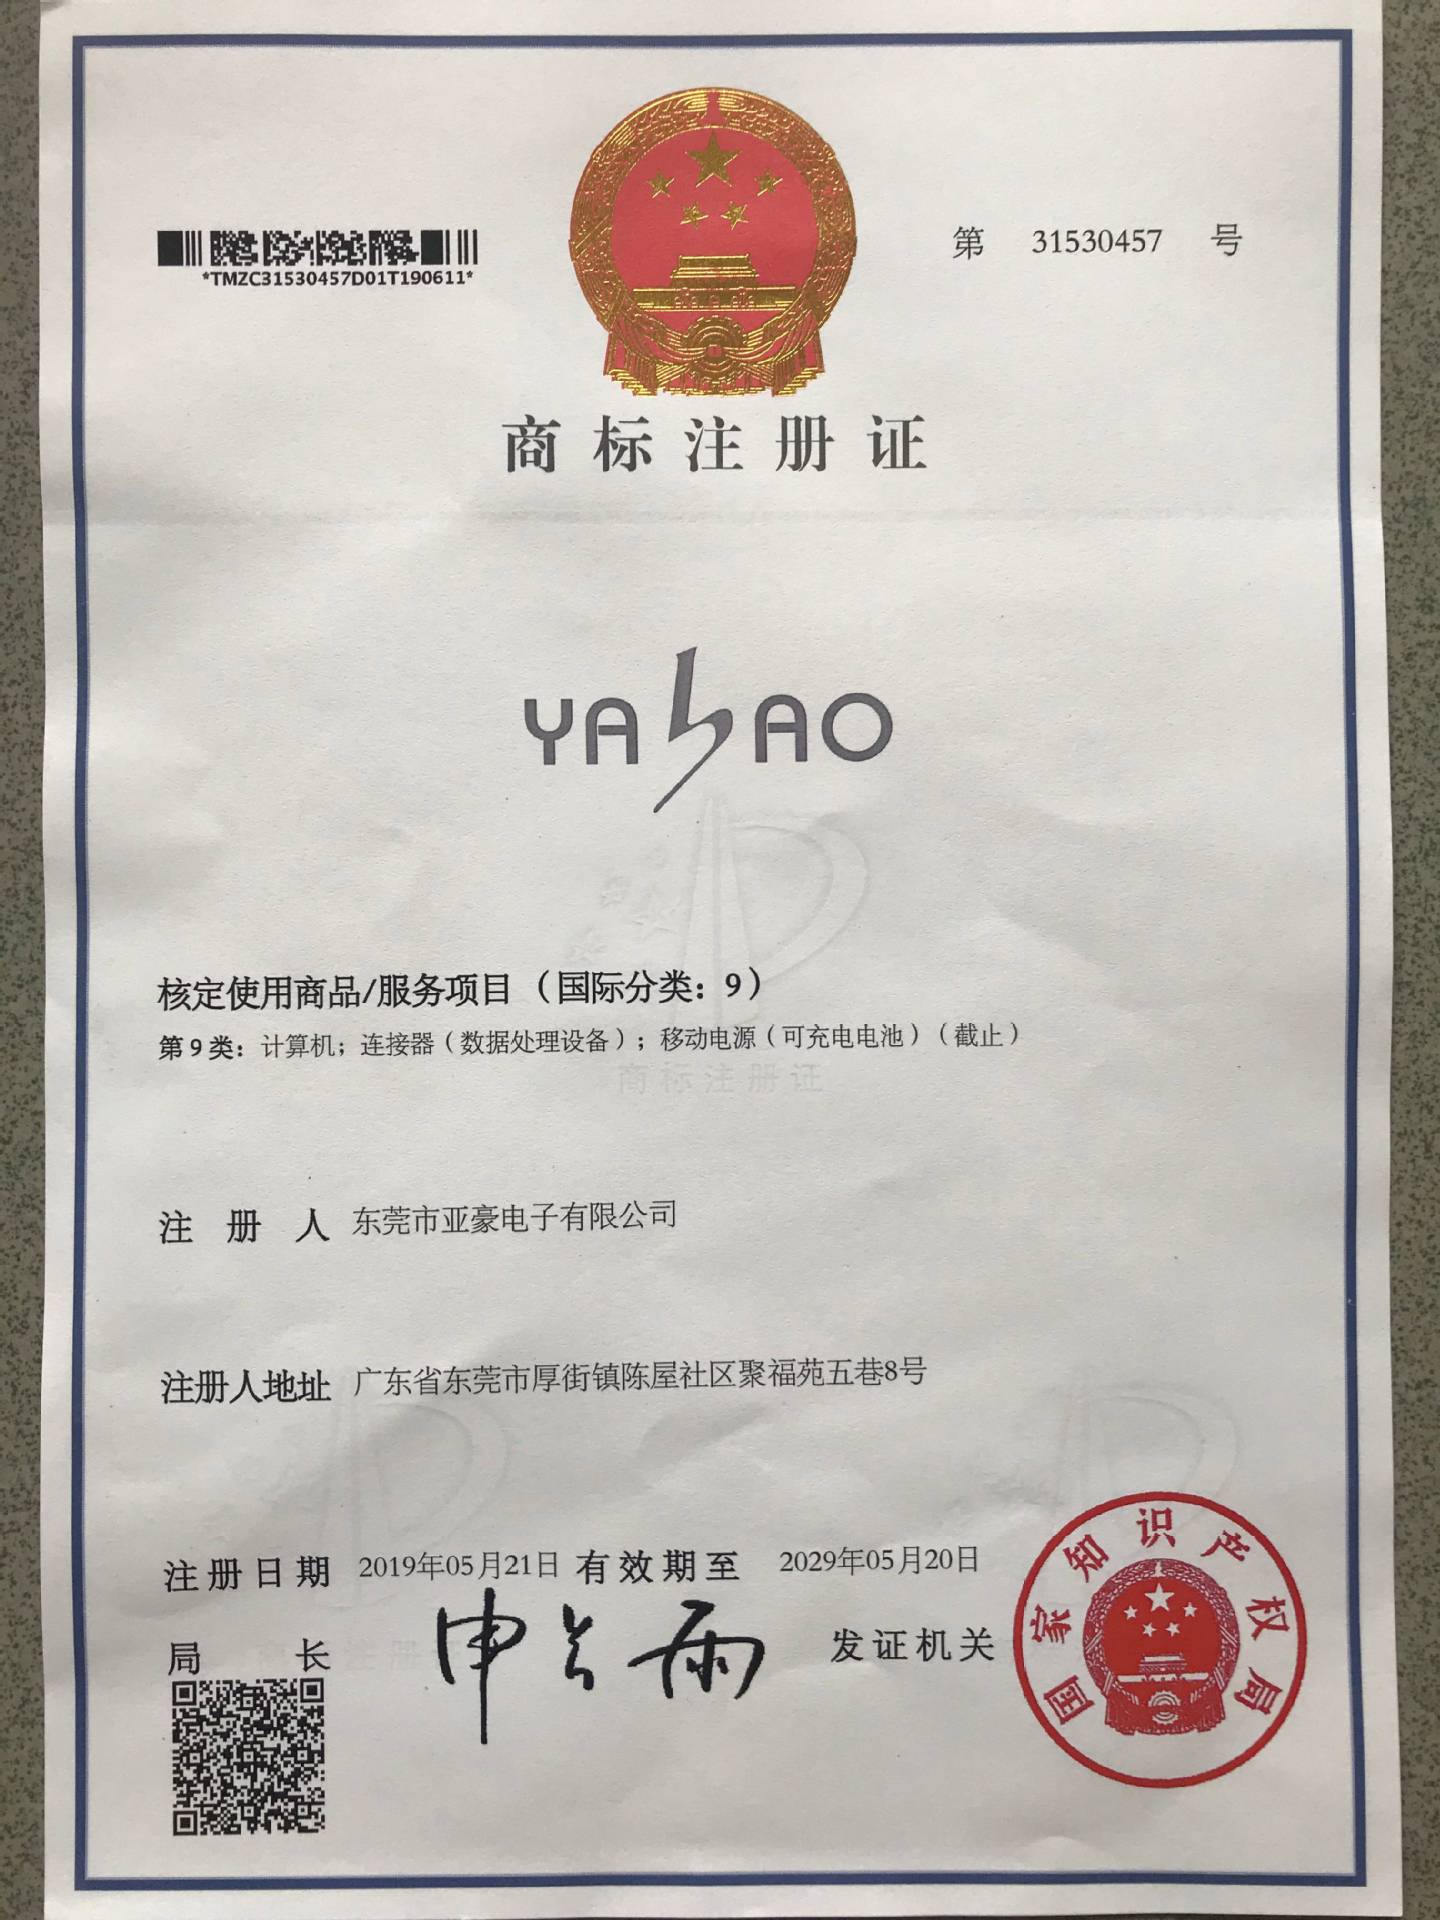 *TMZC31530457D01T190611*
第 31530457 号
商标注册证
YAhAO
核定使用商品/服务项目（国际分类：9）
第9类：计算机；连接器（数据处理设备）；移动电源（可充电电池）（截止）
商标注册证
注册人 东莞市亚豪电子有限公司
注册人地址 广东省东莞市厚街镇陈屋社区聚福苑五巷8号
注册日期 2019年05月21日 有效期至 2029年05月20日
局长 申长雨 发证机关
国家知识产权局